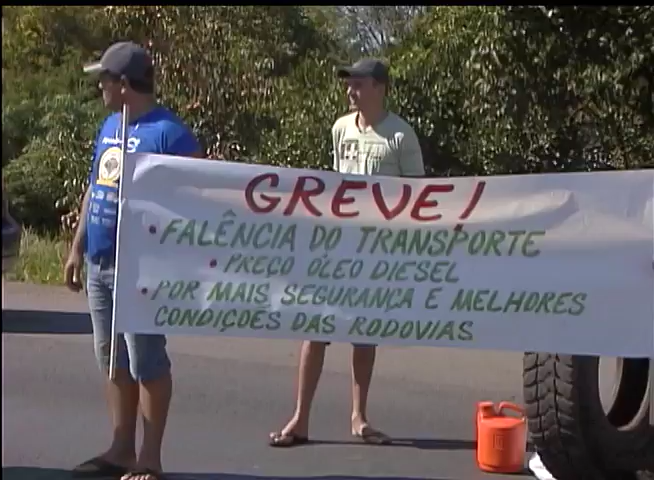 GREVE!
• FALÊNCIA DO TRANSPORTE
• PREÇO ÓLEO DIESEL
• POR MAIS SEGURANÇA E MELHORES
CONDIÇÕES DAS RODOVIAS